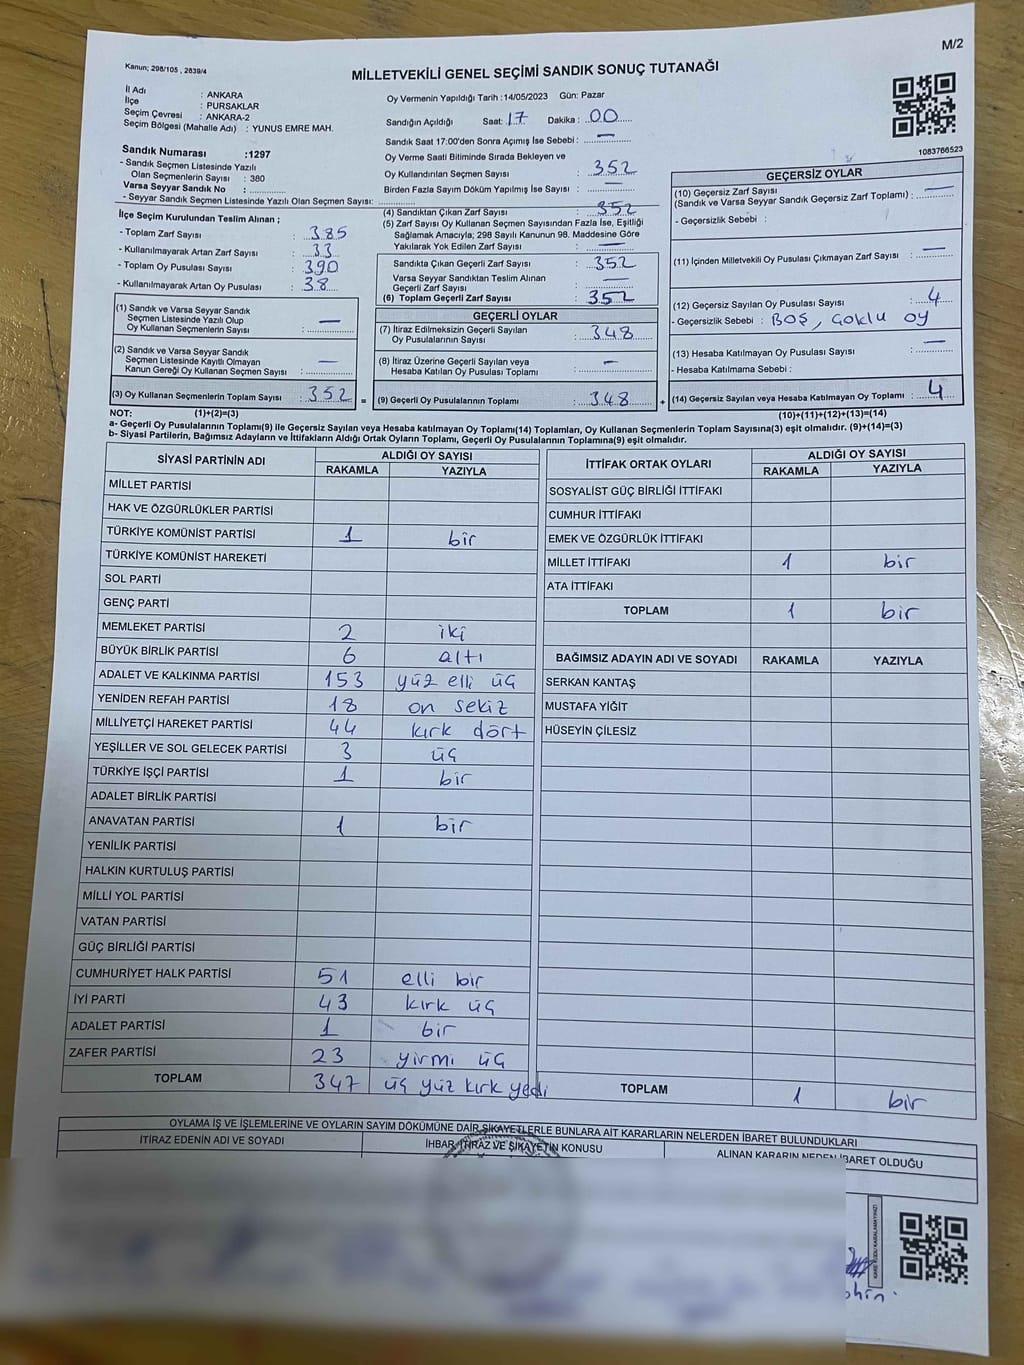 M/2
Kanun; 298/105 , 2839/4
MİLLETVEKİLİ GENEL SEÇİMİ SANDIK SONUÇ TUTANAĞI
İl Adı : ANKARA
İlçe : PURSAKLAR
Seçim Çevresi : ANKARA-2
Seçim Bölgesi (Mahalle Adı) : YUNUS EMRE MAH.
Sandık Numarası :1297
- Sandık Seçmen Listesinde Yazılı
Olan Seçmenlerin Sayısı : 380
Varsa Seyyar Sandık No :
- Seyyar Sandık Seçmen Listesinde Yazılı Olan Seçmen Sayısı:
Oy Vermenin Yapıldığı Tarih :14/05/2023 Gün: Pazar
Sandığın Açıldığı Saat: 17 Dakika : 00
Sandık Saat 17:00'den Sonra Açımış İse Sebebi : —
Oy Verme Saati Bitiminde Sırada Bekleyen ve
Oy Kullandırılan Seçmen Sayısı : 352
Birden Fazla Sayım Döküm Yapılmış İse Sayısı : —
1083766523
İlçe Seçim Kurulundan Teslim Alınan ;
- Toplam Zarf Sayısı : 385
- Kullanılmayarak Artan Zarf Sayısı : 33
- Toplam Oy Pusulası Sayısı : 390
- Kullanılmayarak Artan Oy Pusulası : 38
(1) Sandık ve Varsa Seyyar Sandık
Seçmen Listesinde Yazılı Olup
Oy Kullanan Seçmenlerin Sayısı : —
(2) Sandık ve Varsa Seyyar Sandık
Seçmen Listesinde Kayıtlı Olmayan
Kanun Gereği Oy Kullanan Seçmen Sayısı : —
(3) Oy Kullanan Seçmenlerin Toplam Sayısı : 352 =
(4) Sandıktan Çıkan Zarf Sayısı : 352
(5) Zarf Sayısı Oy Kullanan Seçmen Sayısından Fazla İse, Eşitliği
Sağlamak Amacıyla; 298 Sayılı Kanunun 98. Maddesine Göre
Yakılarak Yok Edilen Zarf Sayısı : —
Sandıkta Çıkan Geçerli Zarf Sayısı : 352
Varsa Seyyar Sandıktan Teslim Alınan
Geçerli Zarf Sayısı : —
(6) Toplam Geçerli Zarf Sayısı : 352
GEÇERLİ OYLAR
(7) İtiraz Edilmeksizin Geçerli Sayılan
Oy Pusulalarının Sayısı : 348
(8) İtiraz Üzerine Geçerli Sayılan veya
Hesaba Katılan Oy Pusulası Toplamı : —
(9) Geçerli Oy Pusulalarının Toplamı : 348 +
GEÇERSİZ OYLAR
(10) Geçersiz Zarf Sayısı
(Sandık ve Varsa Seyyar Sandık Geçersiz Zarf Toplamı) : —
- Geçersizlik Sebebi :
(11) İçinden Milletvekili Oy Pusulası Çıkmayan Zarf Sayısı : —
(12) Geçersiz Sayılan Oy Pusulası Sayısı : 4
- Geçersizlik Sebebi : BOŞ, çoklu oy
(13) Hesaba Katılmayan Oy Pusulası Sayısı : —
- Hesaba Katılmama Sebebi :
(14) Geçersiz Sayılan veya Hesaba Katılmayan Oy Toplamı : 4
NOT: (1)+(2)=(3) (10)+(11)+(12)+(13)=(14)
a- Geçerli Oy Pusulasının Toplamı(9) ile Geçersiz Sayılan veya Hesaba katılmayan Oy Toplamı(14) Toplamları, Oy Kullanan Seçmenlerin Toplam Sayısına(3) eşit olmalıdır. (9)+(14)=(3)
b- Siyasi Partilerin, Bağımsız Adayların ve İttifakların Aldığı Ortak Oyların Toplamı, Geçerli Oy Pusulalarının Toplamına(9) eşit olmalıdır.
SİYASİ PARTİNİN ADI ALDIĞI OY SAYISI
RAKAMLA YAZIYLA
MİLLET PARTİSİ
HAK VE ÖZGÜRLÜKLER PARTİSİ
TÜRKİYE KOMÜNİST PARTİSİ 1 bir
TÜRKİYE KOMÜNİST HAREKETİ
SOL PARTİ
GENÇ PARTİ
MEMLEKET PARTİSİ 2 iki
BÜYÜK BİRLİK PARTİSİ 6 altı
ADALET VE KALKINMA PARTİSİ 153 yüz elli üç
YENİDEN REFAH PARTİSİ 18 on sekiz
MİLLİYETÇİ HAREKET PARTİSİ 44 kırk dört
YEŞİLLER VE SOL GELECEK PARTİSİ 3 üç
TÜRKİYE İŞÇİ PARTİSİ 1 bir
ADALET BİRLİK PARTİSİ
ANAVATAN PARTİSİ 1 bir
YENİLİK PARTİSİ
HALKIN KURTULUŞ PARTİSİ
MİLLİ YOL PARTİSİ
VATAN PARTİSİ
GÜÇ BİRLİĞİ PARTİSİ
CUMHURİYET HALK PARTİSİ 51 elli bir
İYİ PARTİ 43 kırk üç
ADALET PARTİSİ 1 bir
ZAFER PARTİSİ 23 yirmi üç
TOPLAM 347 üç yüz kırk yedi
İTTİFAK ORTAK OYLARI ALDIĞI OY SAYISI
RAKAMLA YAZIYLA
SOSYALİST GÜÇ BİRLİĞİ İTTİFAKI
CUMHUR İTTİFAKI
EMEK VE ÖZGÜRLÜK İTTİFAKI
MİLLET İTTİFAKI 1 bir
ATA İTTİFAKI
TOPLAM 1 bir
BAĞIMSIZ ADAYIN ADI VE SOYADI RAKAMLA YAZIYLA
SERKAN KANTAŞ
MUSTAFA YİĞİT
HÜSEYİN ÇİLESİZ
TOPLAM 1 bir
OYLAMA İŞ VE İŞLEMLERİNE VE OYLARIN SAYIM DÖKÜMÜNE DAİR ŞİKAYETLERLE BUNLARA AİT KARARLARIN NELERDEN İBARET BULUNDUKLARI
İTİRAZ EDENİN ADI VE SOYADI İHBAR, İTİRAZ VE ŞİKAYETİN KONUSU ALINAN KARARIN NEDEN İBARET OLDUĞU